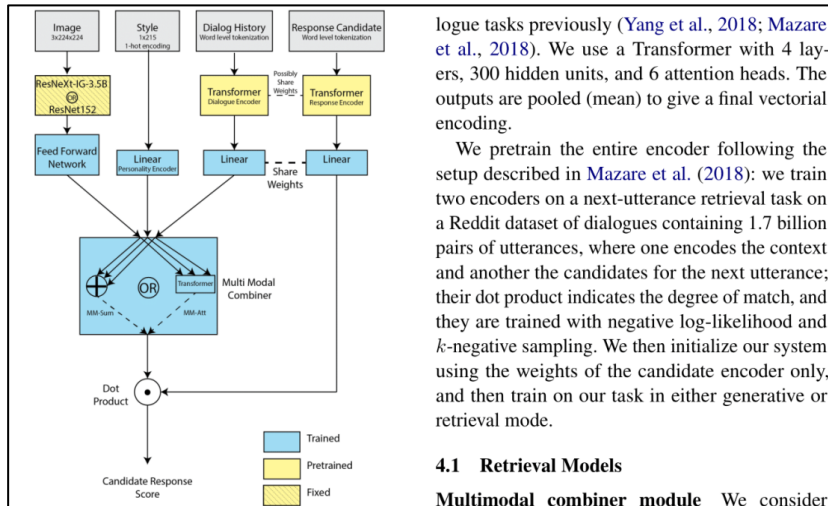 Image
3x224x224
Style
1x215
1-hot encoding
Dialog History
Word level tokenization
Response Candidate
Word level tokenization
ResNeXt-IG-3.5B
OR
ResNet152
Transformer
Dialogue Encoder
Possibly
Share
Weights
Transformer
Response Encoder
Feed Forward
Network
Linear
Personality Encoder
Linear
Share
Weights
Linear
OR
Transformer
MM-Sum
MM-Att
Multi Modal
Combiner
Dot
Product
Candidate Response
Score
Trained
Pretrained
Fixed
logue tasks previously (Yang et al., 2018; Mazare
et al., 2018). We use a Transformer with 4 lay-
ers, 300 hidden units, and 6 attention heads. The
outputs are pooled (mean) to give a final vectorial
encoding.
We pretrain the entire encoder following the
setup described in Mazare et al. (2018): we train
two encoders on a next-utterance retrieval task on
a Reddit dataset of dialogues containing 1.7 billion
pairs of utterances, where one encodes the context
and another the candidates for the next utterance;
their dot product indicates the degree of match, and
they are trained with negative log-likelihood and
k-negative sampling. We then initialize our system
using the weights of the candidate encoder only,
and then train on our task in either generative or
retrieval mode.
4.1 Retrieval Models
Multimodal combiner module We consider